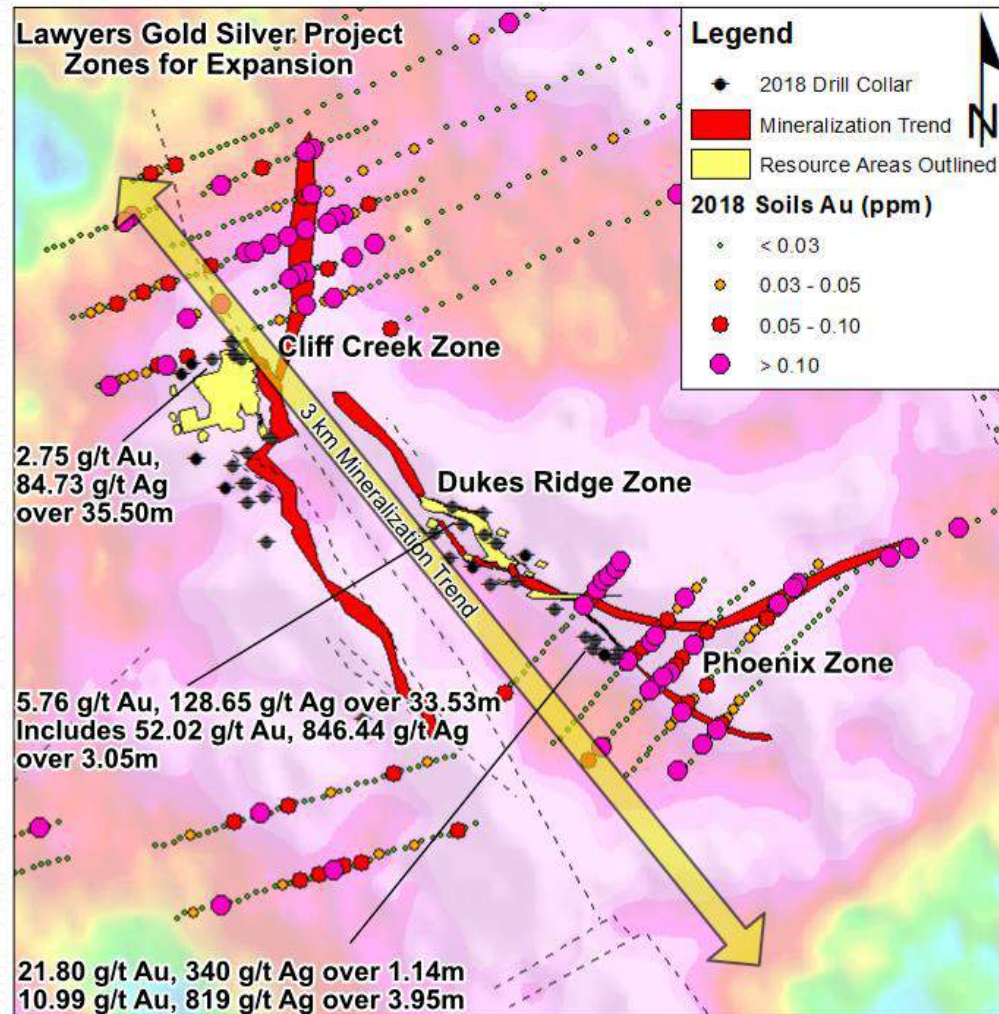 Lawyers Gold Silver Project
Zones for Expansion
Legend
2018 Drill Collar
Mineralization Trend
Resource Areas Outlined
2018 Soils Au (ppm)
< 0.03
0.03 - 0.05
0.05 - 0.10
> 0.10
N
Cliff Creek Zone
3 km Mineralization Trend
2.75 g/t Au,
84.73 g/t Ag
over 35.50m
Dukes Ridge Zone
Phoenix Zone
5.76 g/t Au, 128.65 g/t Ag over 33.53m
Includes 52.02 g/t Au, 846.44 g/t Ag
over 3.05m
21.80 g/t Au, 340 g/t Ag over 1.14m
10.99 g/t Au, 819 g/t Ag over 3.95m